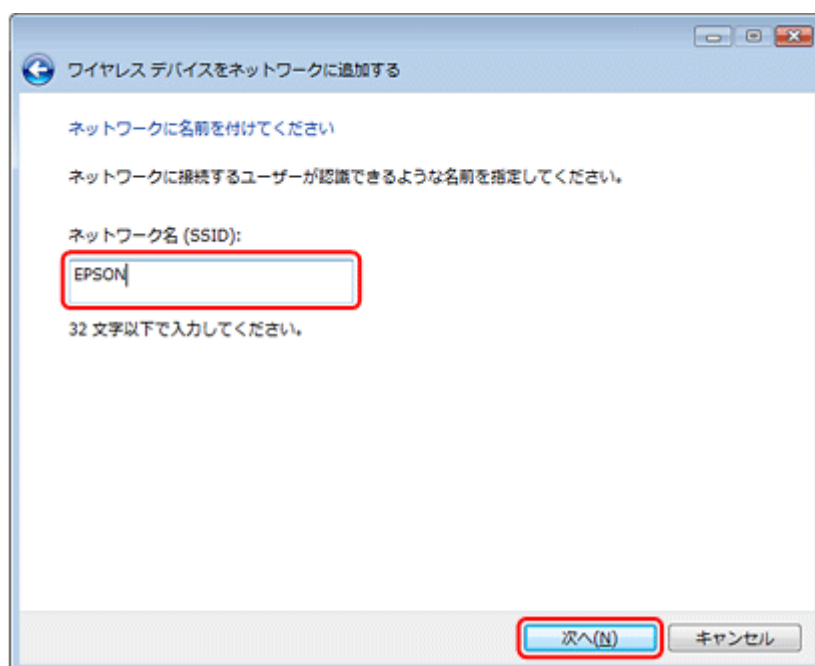 ワイヤレス デバイスをネットワークに追加する
ネットワークに名前を付けてください
ネットワークに接続するユーザーが認識できるような名前を指定してください。
ネットワーク名 (SSID):
EPSON
32 文字以下で入力してください。
次へ(N) キャンセル